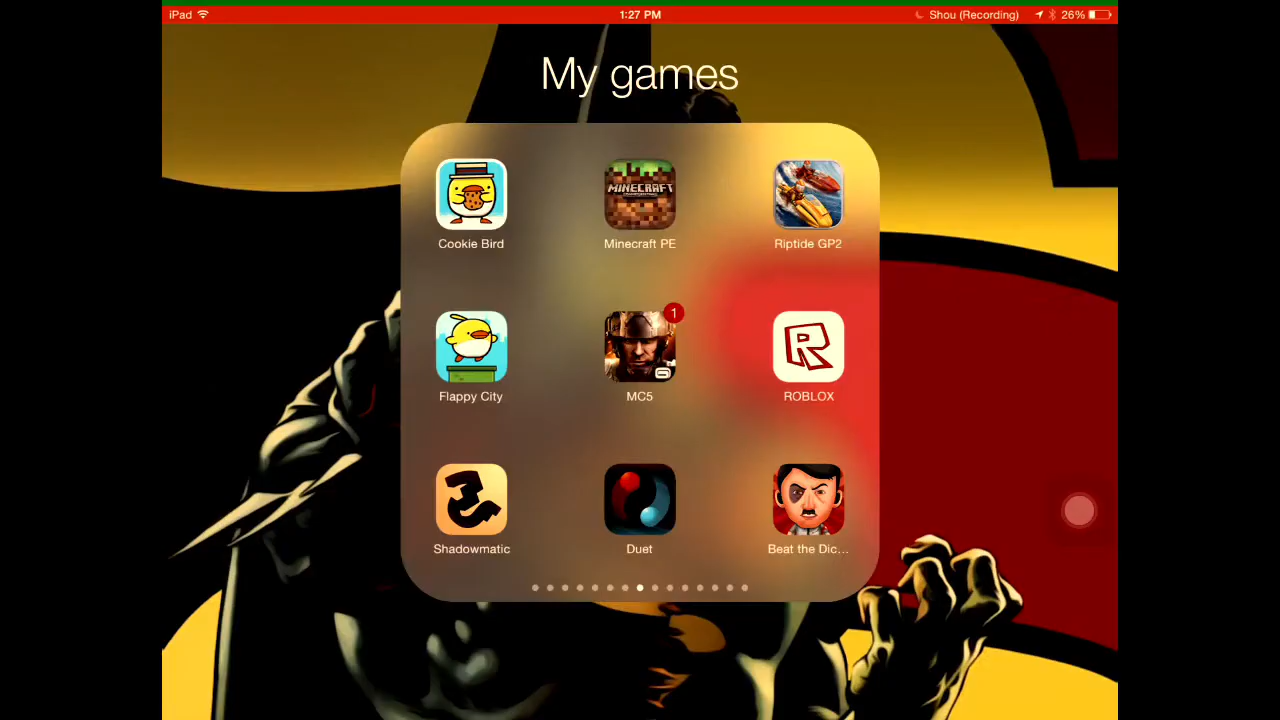 iPad 1:27 PM Shou (Recording) 26%
My games
MINECRAFT
Cookie Bird Minecraft PE Riptide GP2
1
R
Flappy City MC5 ROBLOX
Shadowmatic Duet Beat the Dic...